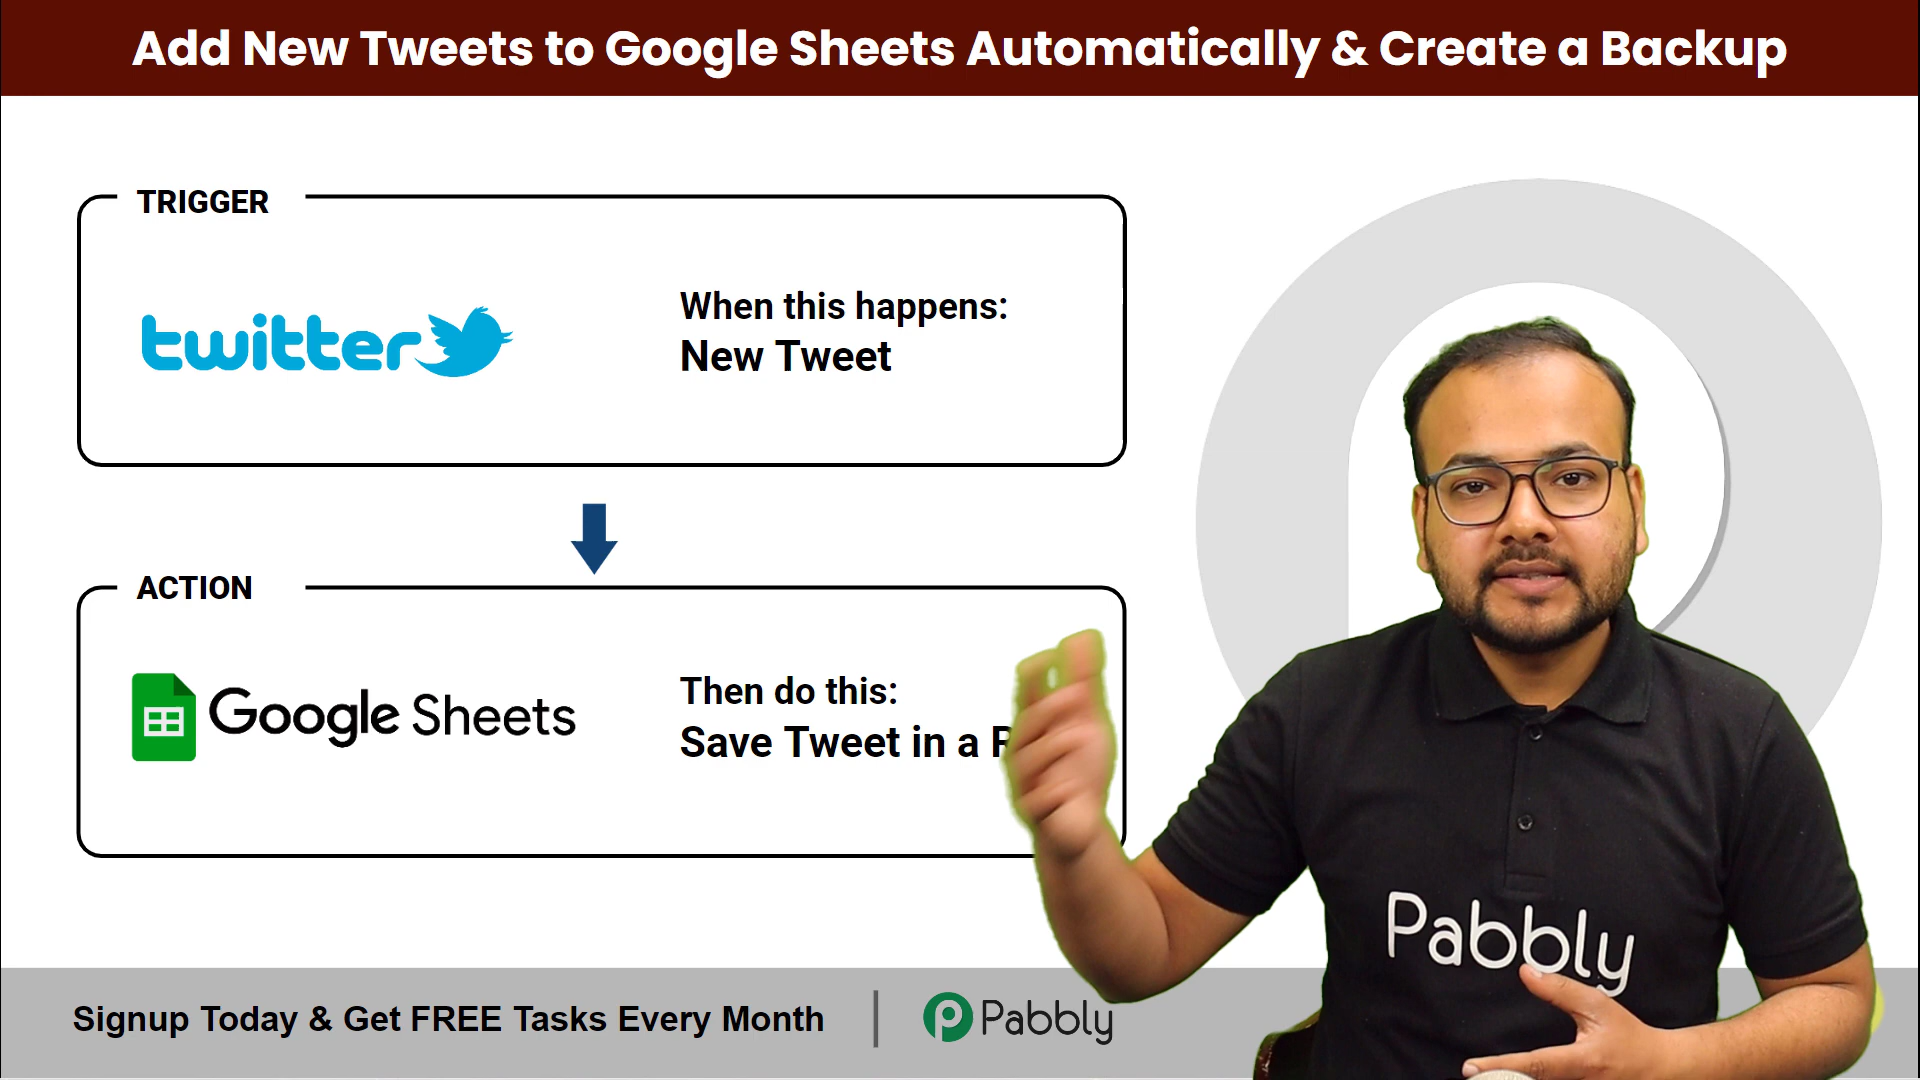 Add New Tweets to Google Sheets Automatically & Create a Backup
TRIGGER
twitter
When this happens:
New Tweet
ACTION
Google Sheets
Then do this:
Save Tweet in a
Pabbly
Signup Today & Get FREE Tasks Every Month
Pabbly